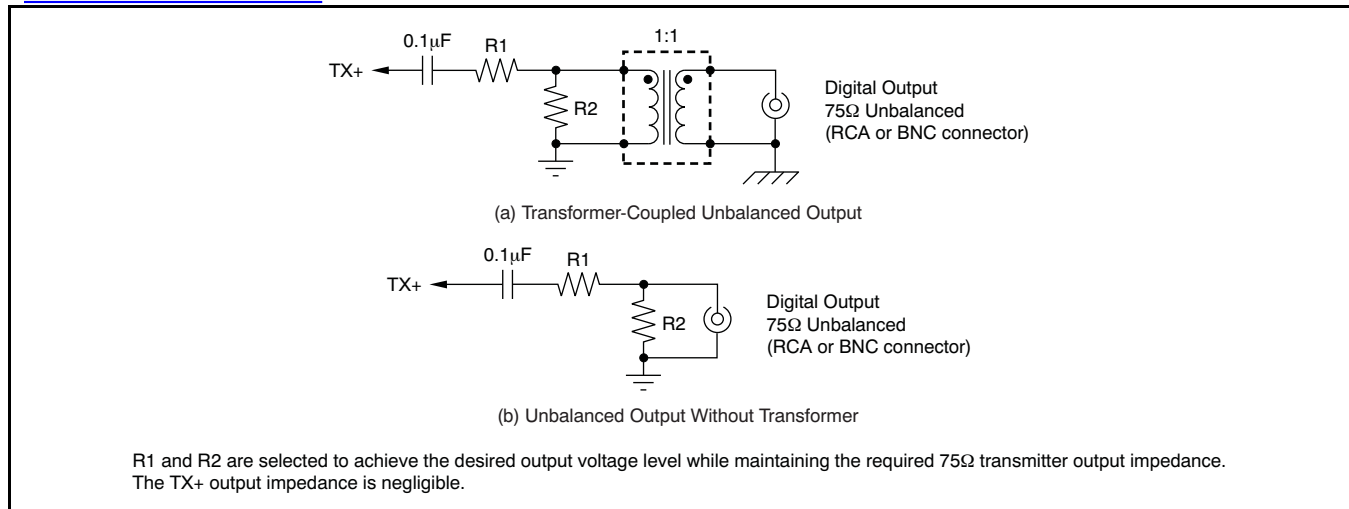 1:1
0.1μF
R1
TX+
R2
Digital Output
75Ω Unbalanced
(RCA or BNC connector)
(a) Transformer-Coupled Unbalanced Output
0.1μF
R1
TX+
R2
Digital Output
75Ω Unbalanced
(RCA or BNC connector)
(b) Unbalanced Output Without Transformer
R1 and R2 are selected to achieve the desired output voltage level while maintaining the required 75Ω transmitter output impedance.
The TX+ output impedance is negligible.